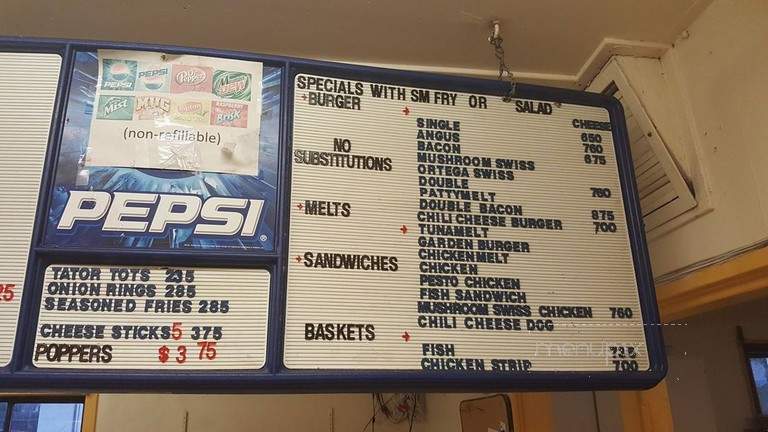 PEPSI
PEPSI
Dr Pepper
Mtn Dew
Mist
MUG
RASPBERRY
Brisk
(non-refillable)
PEPSI
TATOR TOTS 235
ONION RINGS 285
SEASONED FRIES 285
CHEESE STICKS 5 375
POPPERS $3 75
25
SPECIALS WITH SM FRY OR SALAD
BURGER
SINGLE CHEESE
ANGUS 650
BACON 760
NO MUSHROOM SWISS 675
SUBSTITUTIONS ORTEGA SWISS
DOUBLE
PATTYMELT 760
MELTS DOUBLE BACON
CHILI CHEESE BURGER 875
TUNAMELT 700
GARDEN BURGER
SANDWICHES CHICKENMELT
CHICKEN
PESTO CHICKEN
FISH SANDWICH
MUSHROOM SWISS CHICKEN 760
BASKETS CHILI CHEESE DOG
FISH
CHICKEN STRIP 700